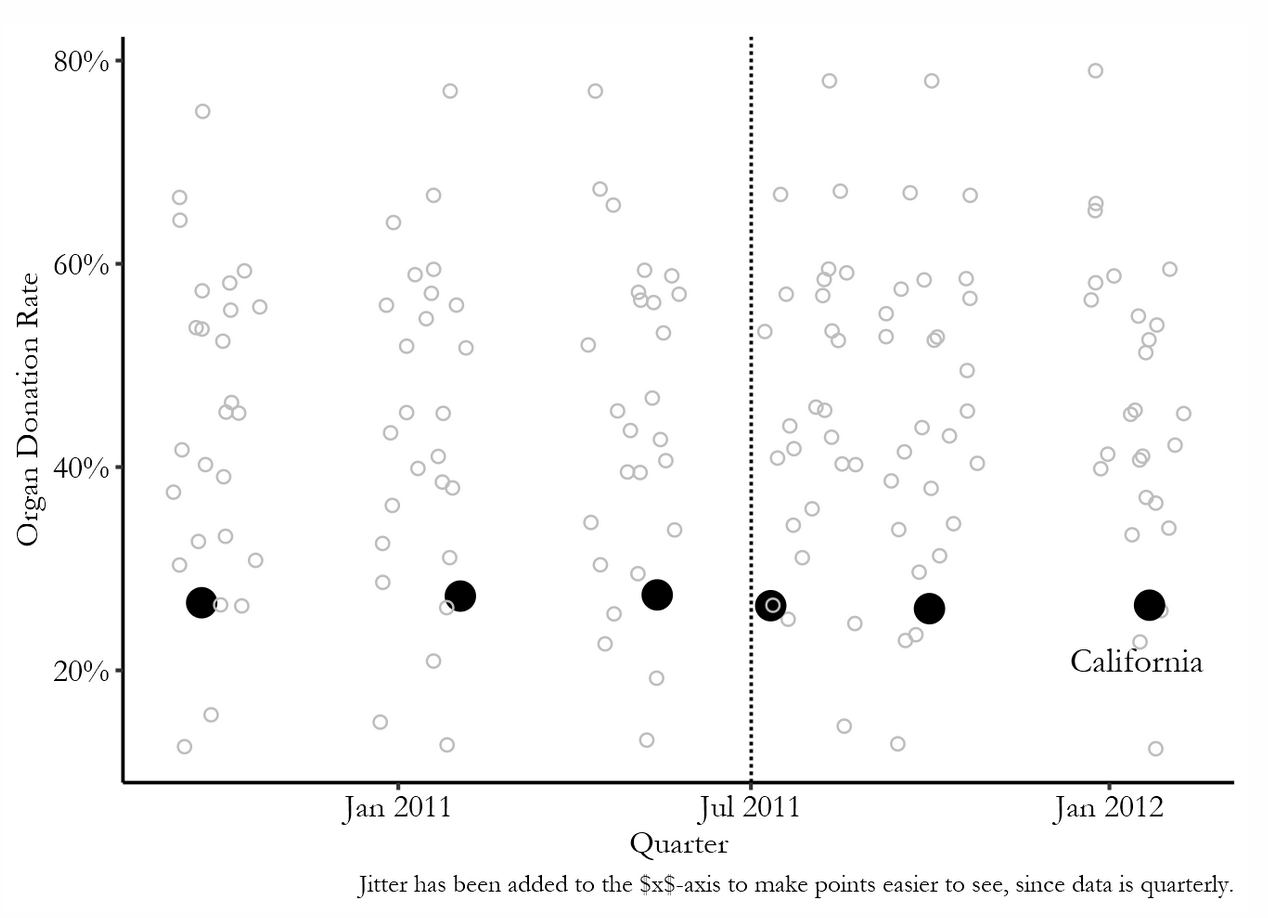 80%
60%
Organ Donation Rate
40%
20%
California
Jan 2011
Jul 2011
Jan 2012
Quarter
Jitter has been added to the $x$-axis to make points easier to see, since data is quarterly.